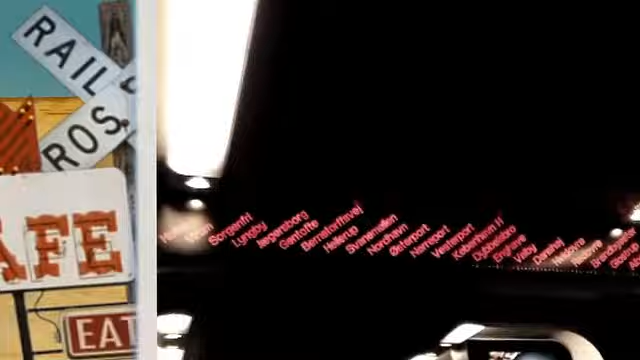 RAIL
ROS
AFE
EAT
Sorgenfri
Lyngby
Jægersborg
Gentofte
Bernstorffsvej
Hellerup
Svanemøllen
Nordhavn
Østerport
Nørreport
Vesterport
København H
Dybbølsbro
Enghave
Valby
Danshøj
Hvidovre
Rødovre
Brøndbyøster